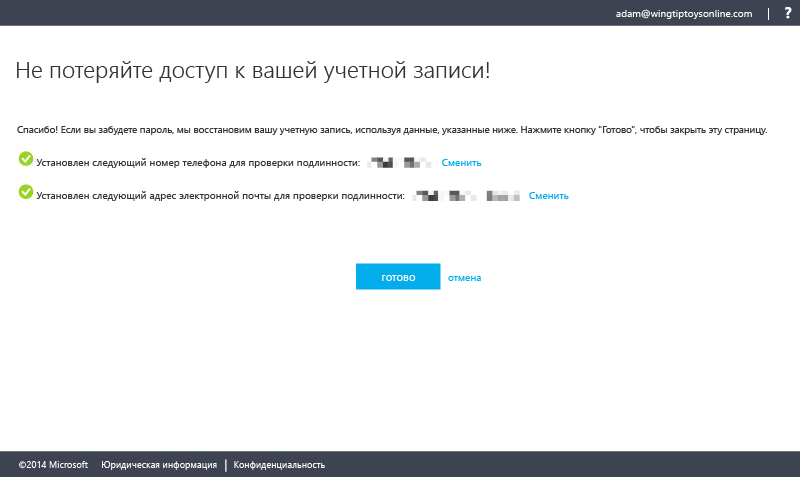 adam@wingtiptoysonline.com | ?
Не потеряйте доступ к вашей учетной записи!
Спасибо! Если вы забудете пароль, мы восстановим вашу учетную запись, используя данные, указанные ниже. Нажмите кнопку "Готово", чтобы закрыть эту страницу.
Установлен следующий номер телефона для проверки подлинности: Сменить
Установлен следующий адрес электронной почты для проверки подлинности: Сменить
готово отмена
©2014 Microsoft Юридическая информация | Конфиденциальность